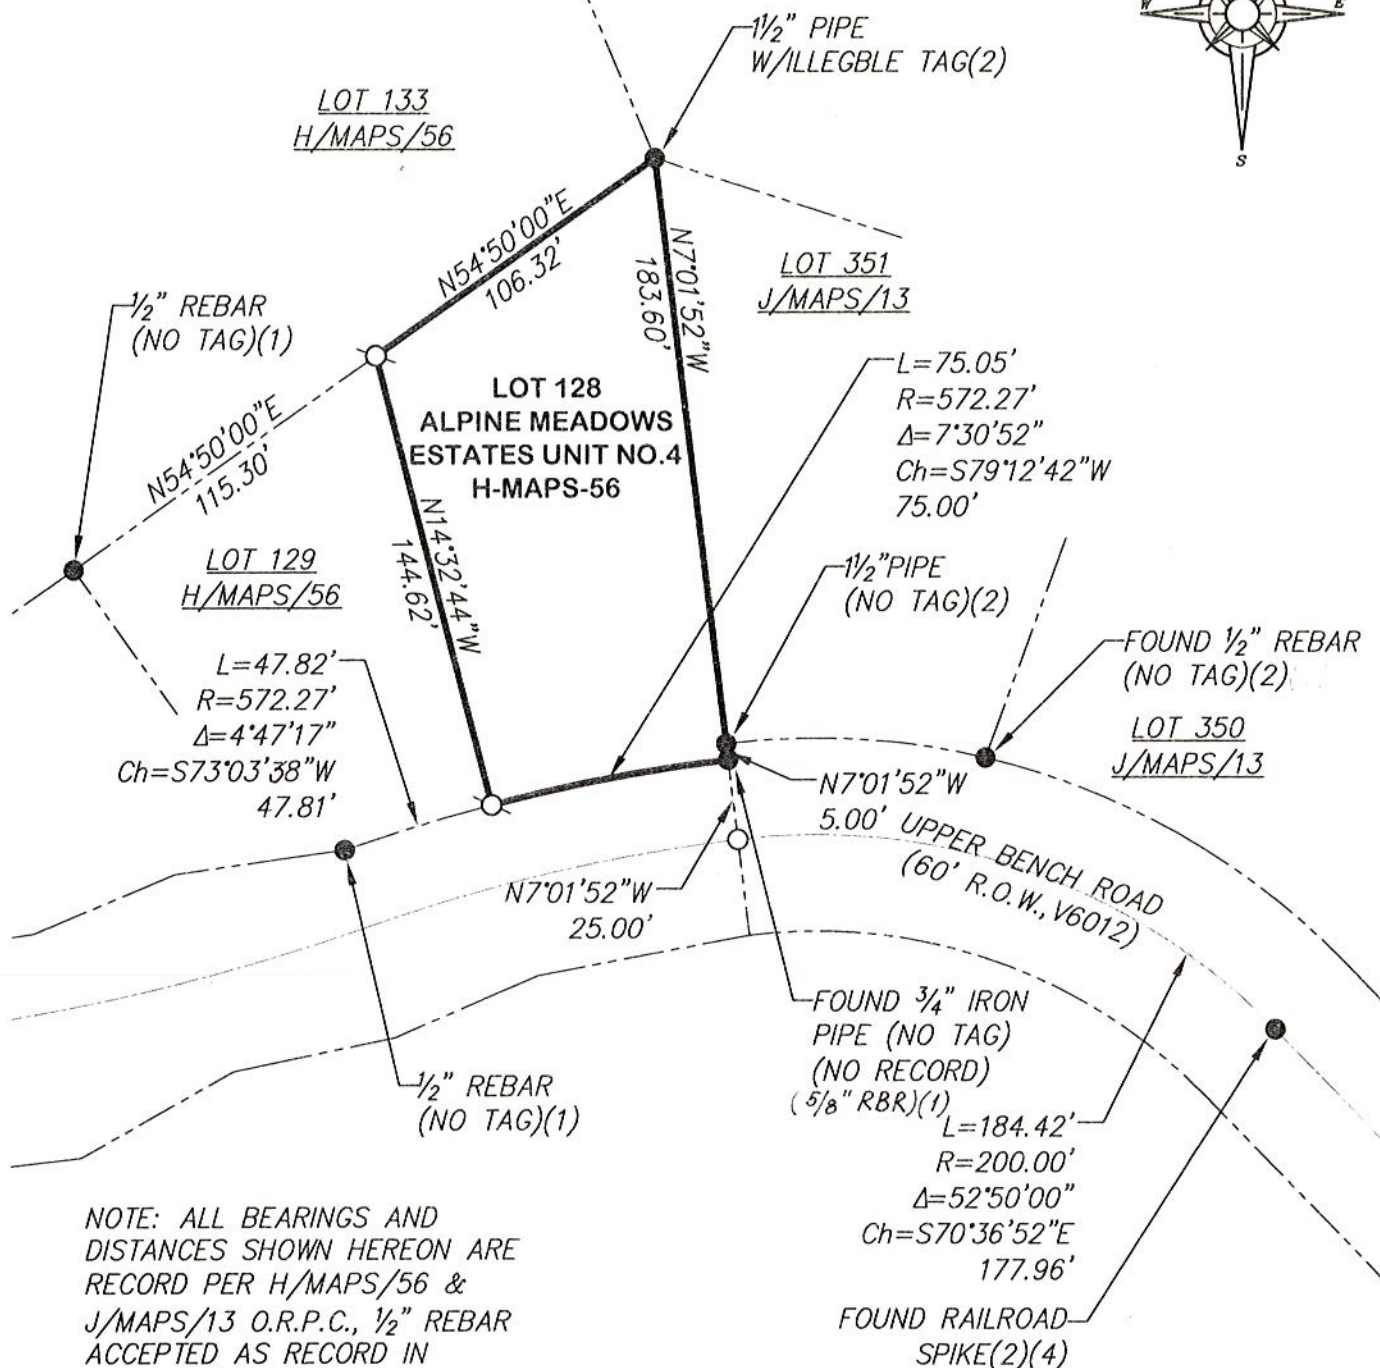 W
E
S
1½" PIPE
W/ILLEGBLE TAG(2)
LOT 133
H/MAPS/56
N54°50'00"E
106.32'
N7°01'52"W
183.60'
LOT 351
J/MAPS/13
½" REBAR
(NO TAG)(1)
L=75.05'
R=572.27'
Δ=7°30'52"
Ch=S79°12'42"W
75.00'
LOT 128
ALPINE MEADOWS
ESTATES UNIT NO.4
H-MAPS-56
N54°50'00"E
115.30'
N14°32'44"W
144.62'
LOT 129
H/MAPS/56
1½"PIPE
(NO TAG)(2)
FOUND ½" REBAR
(NO TAG)(2)
L=47.82'
R=572.27'
Δ=4°47'17"
Ch=S73°03'38"W
47.81'
LOT 350
J/MAPS/13
N7°01'52"W
5.00'
UPPER BENCH ROAD
(60' R.O.W., V6012)
N7°01'52"W
25.00'
FOUND ¾" IRON
PIPE (NO TAG)
(NO RECORD)
(5/8" RBR)(1)
½" REBAR
(NO TAG)(1)
L=184.42'
R=200.00'
Δ=52°50'00"
Ch=S70°36'52"E
177.96'
NOTE: ALL BEARINGS AND
DISTANCES SHOWN HEREON ARE
RECORD PER H/MAPS/56 &
J/MAPS/13 O.R.P.C., ½" REBAR
ACCEPTED AS RECORD IN
FOUND RAILROAD
SPIKE(2)(4)